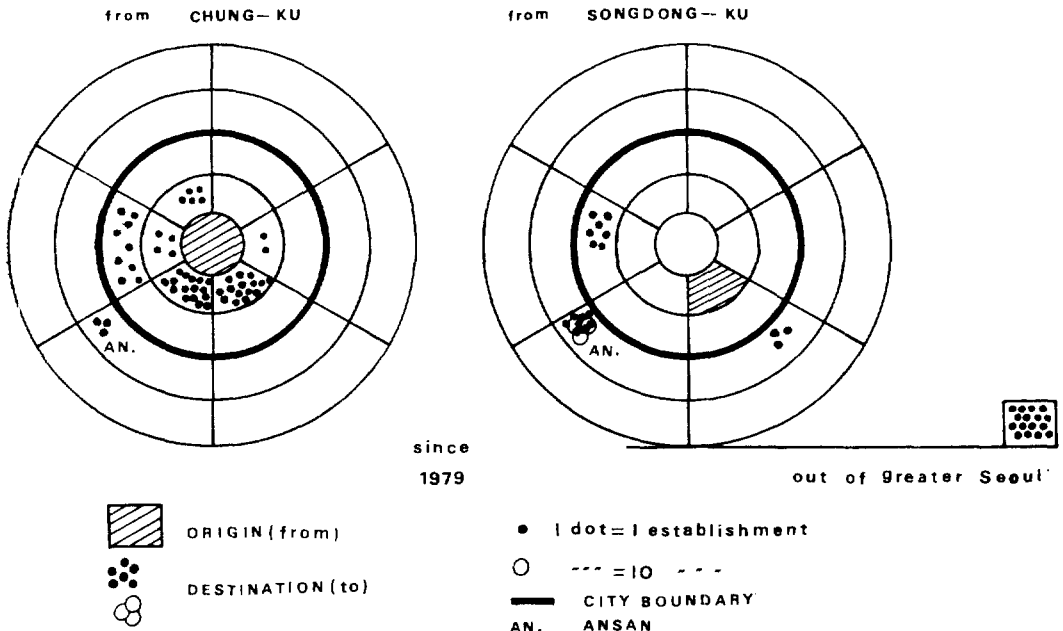 from CHUNG-KU
from SONGDONG-KU
AN.
AN.
since
1979
out of greater Seoul
ORIGIN (from)
DESTINATION (to)
1 dot = 1 establishment
--- = 10 - - -
CITY BOUNDARY
AN. ANSAN